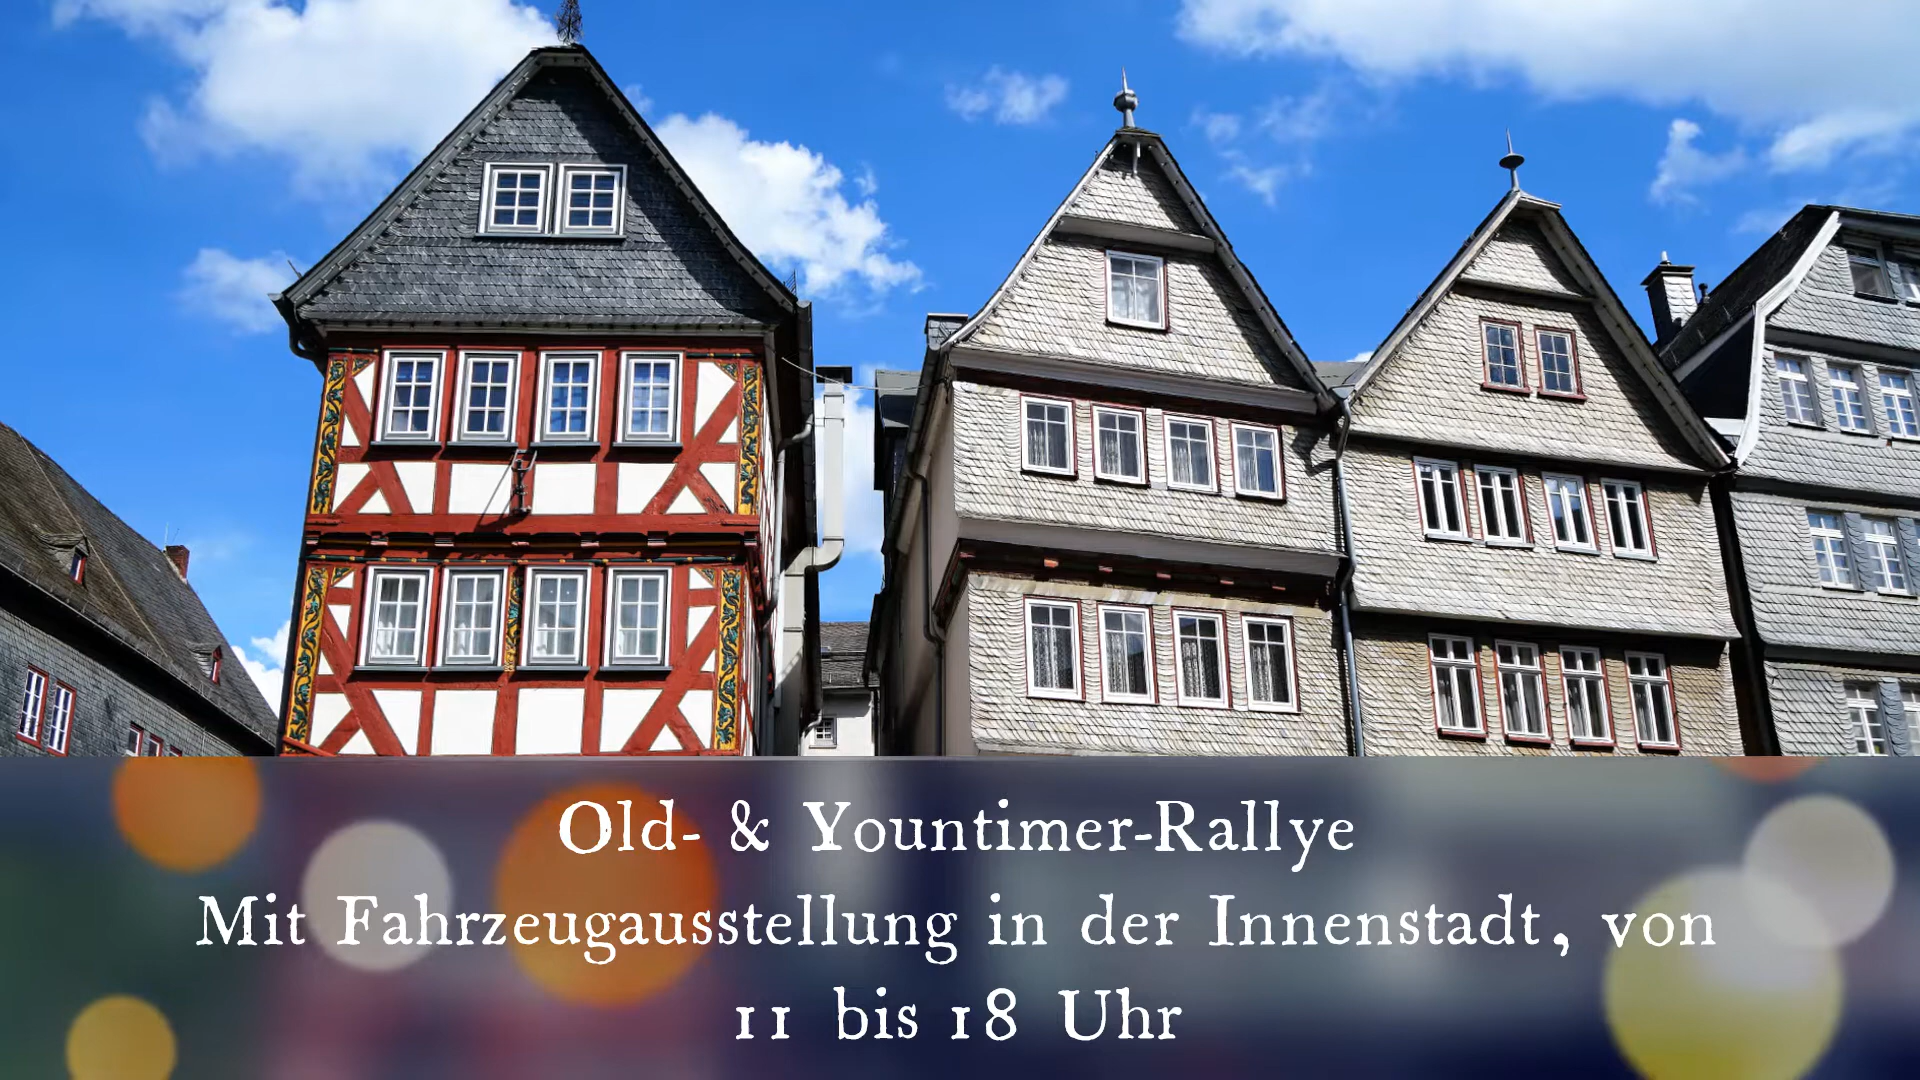 Old- & Yountimer-Rallye
Mit Fahrzeugausstellung in der Innenstadt, von
11 bis 18 Uhr